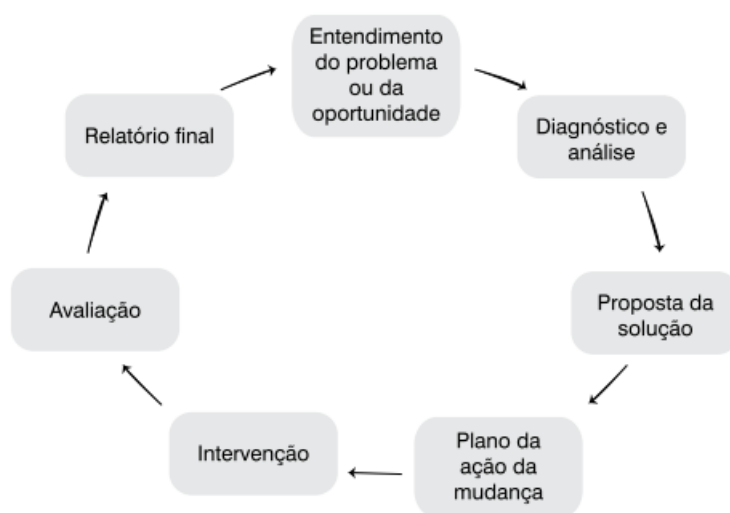 Entendimento
do problema
ou da
oportunidade
Diagnóstico e
análise
Proposta da
solução
Plano da
ação da
mudança
Intervenção
Avaliação
Relatório final